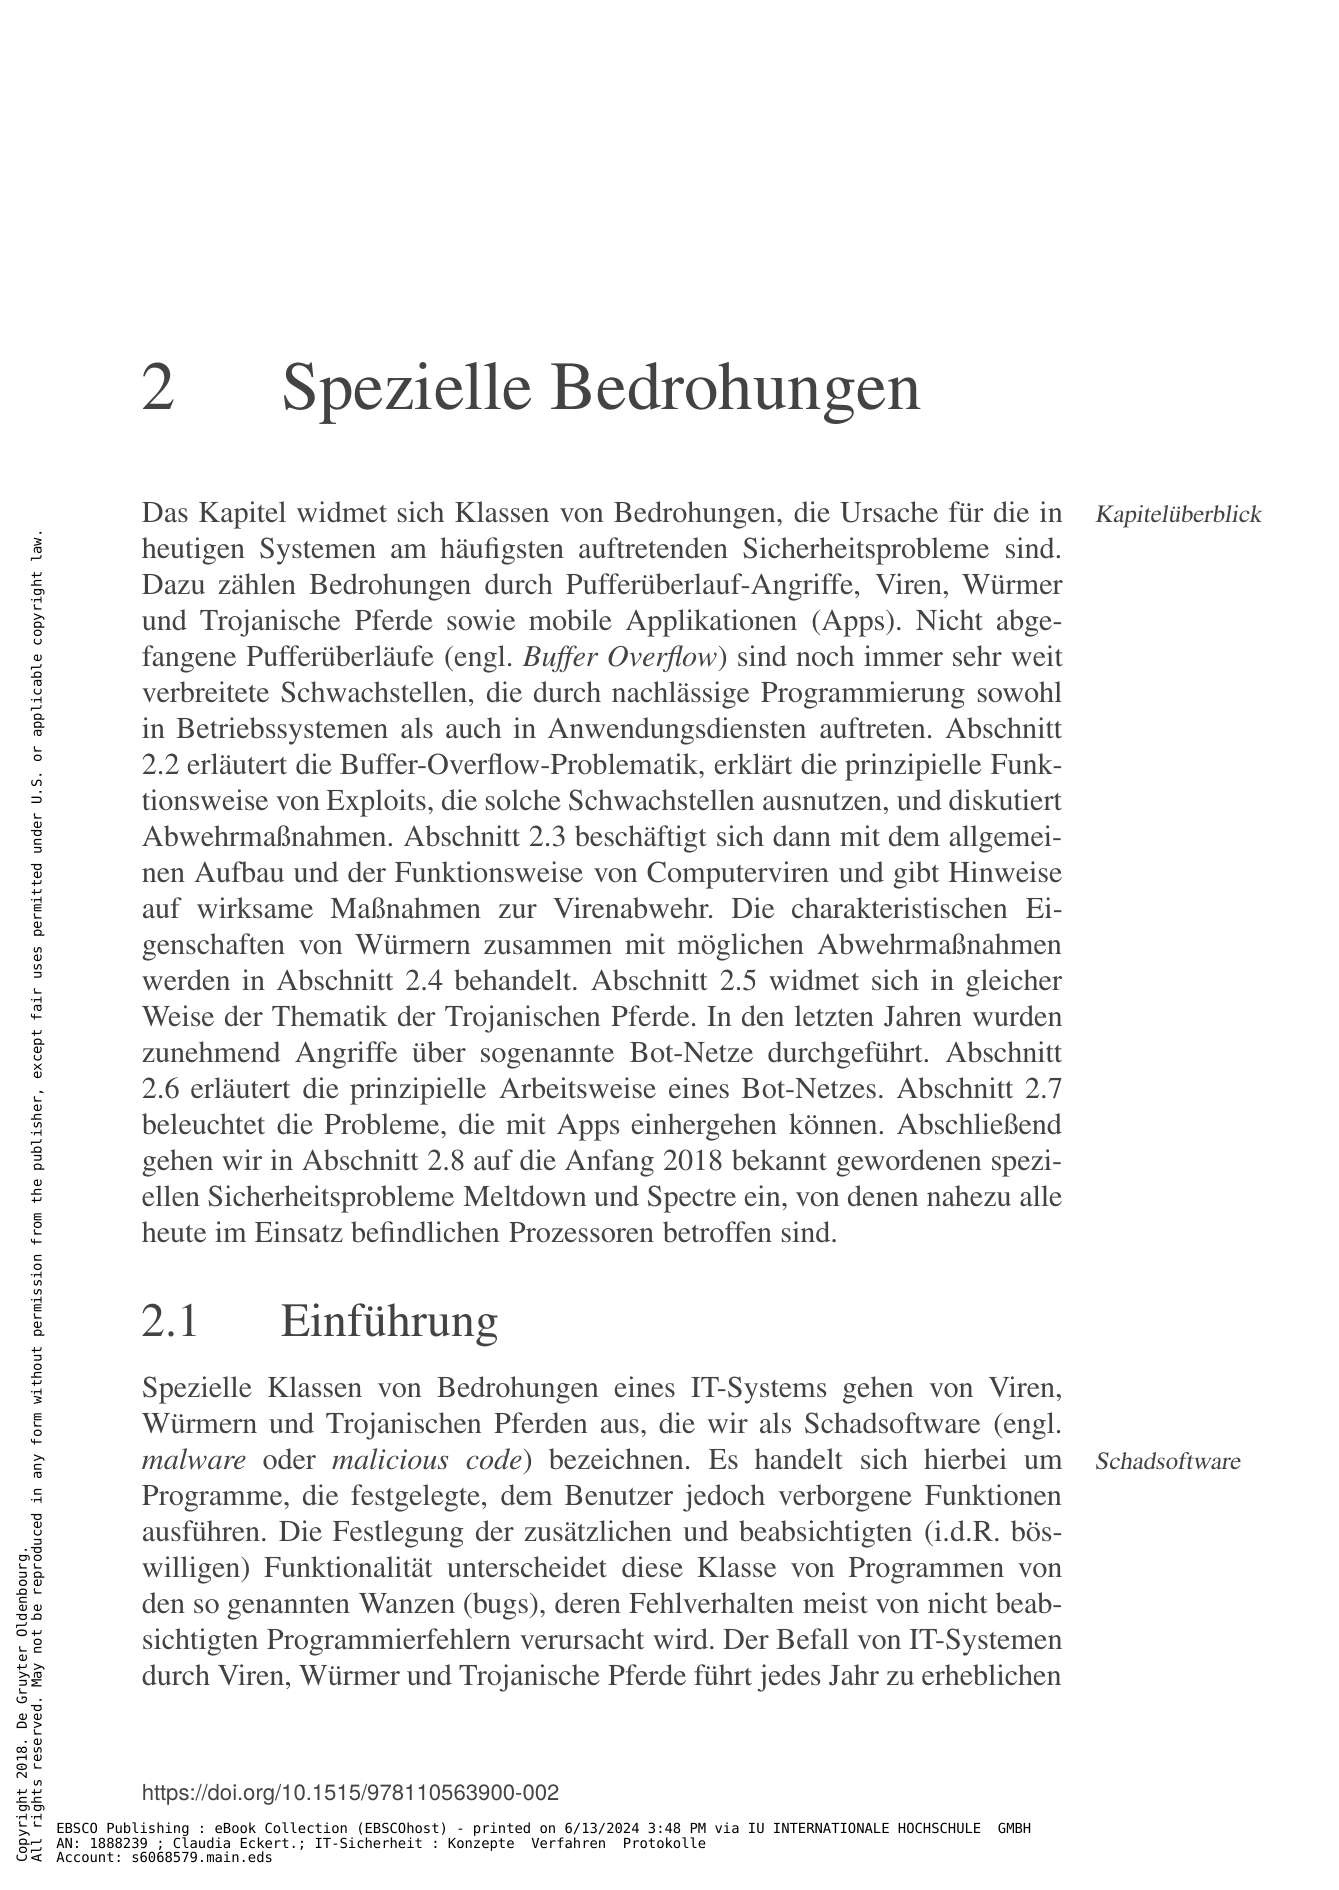 2 Spezielle Bedrohungen
Das Kapitel widmet sich Klassen von Bedrohungen, die Ursache für die in
Kapitelüberblick
heutigen Systemen am häufigsten auftretenden Sicherheitsprobleme sind.
Dazu zählen Bedrohungen durch Pufferüberlauf-Angriffe, Viren, Würmer
und Trojanische Pferde sowie mobile Applikationen (Apps). Nicht abge-
fangene Pufferüberläufe (engl. Buffer Overflow) sind noch immer sehr weit
verbreitete Schwachstellen, die durch nachlässige Programmierung sowohl
in Betriebssystemen als auch in Anwendungsdiensten auftreten. Abschnitt
2.2 erläutert die Buffer-Overflow-Problematik, erklärt die prinzipielle Funk-
tionsweise von Exploits, die solche Schwachstellen ausnutzen, und diskutiert
Abwehrmaßnahmen. Abschnitt 2.3 beschäftigt sich dann mit dem allgemei-
nen Aufbau und der Funktionsweise von Computerviren und gibt Hinweise
auf wirksame Maßnahmen zur Virenabwehr. Die charakteristischen Ei-
genschaften von Würmern zusammen mit möglichen Abwehrmaßnahmen
werden in Abschnitt 2.4 behandelt. Abschnitt 2.5 widmet sich in gleicher
Weise der Thematik der Trojanischen Pferde. In den letzten Jahren wurden
zunehmend Angriffe über sogenannte Bot-Netze durchgeführt. Abschnitt
2.6 erläutert die prinzipielle Arbeitsweise eines Bot-Netzes. Abschnitt 2.7
beleuchtet die Probleme, die mit Apps einhergehen können. Abschließend
gehen wir in Abschnitt 2.8 auf die Anfang 2018 bekannt gewordenen spezi-
ellen Sicherheitsprobleme Meltdown und Spectre ein, von denen nahezu alle
heute im Einsatz befindlichen Prozessoren betroffen sind.
2.1 Einführung
Spezielle Klassen von Bedrohungen eines IT-Systems gehen von Viren,
Würmern und Trojanischen Pferden aus, die wir als Schadsoftware (engl.
malware oder malicious code) bezeichnen. Es handelt sich hierbei um
Schadsoftware
Programme, die festgelegte, dem Benutzer jedoch verborgene Funktionen
ausführen. Die Festlegung der zusätzlichen und beabsichtigten (i.d.R. bös-
willigen) Funktionalität unterscheidet diese Klasse von Programmen von
den so genannten Wanzen (bugs), deren Fehlverhalten meist von nicht beab-
sichtigten Programmierfehlern verursacht wird. Der Befall von IT-Systemen
durch Viren, Würmer und Trojanische Pferde führt jedes Jahr zu erheblichen
https://doi.org/10.1515/978110563900-002
Copyright 2018. De Gruyter Oldenbourg.
All rights reserved. May not be reproduced in any form without permission from the publisher, except fair uses permitted under U.S. or applicable copyright law.
EBSCO Publishing : eBook Collection (EBSCOhost) - printed on 6/13/2024 3:48 PM via IU INTERNATIONALE HOCHSCHULE GMBH
AN: 1888239 ; Claudia Eckert.; IT-Sicherheit : Konzepte Verfahren Protokolle
Account: s6068579.main.eds